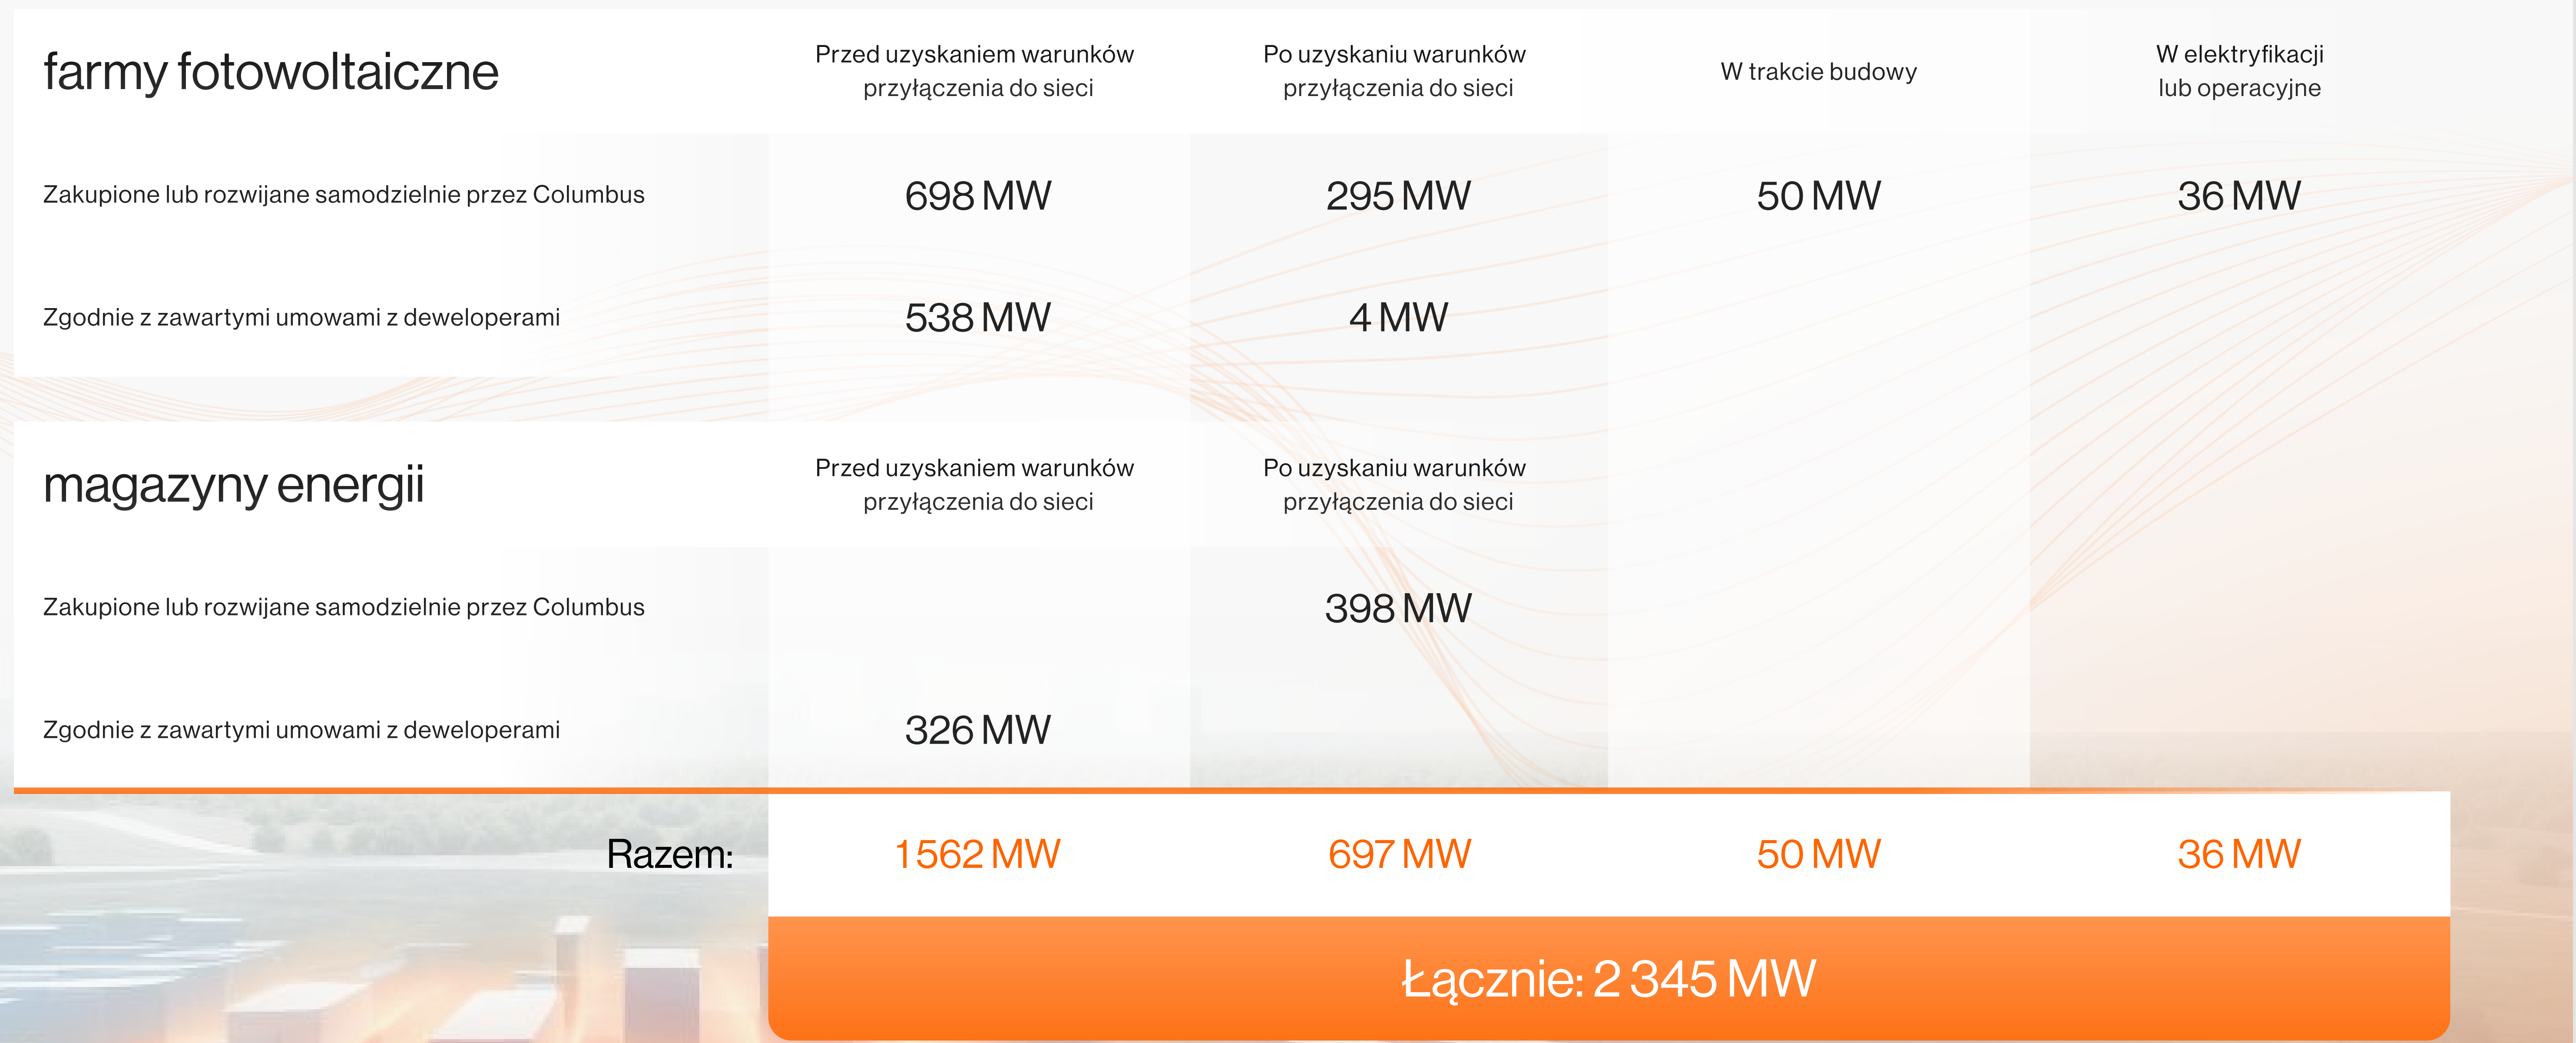 farmy fotowoltaiczne
Przed uzyskaniem warunków
przyłączenia do sieci
Po uzyskaniu warunków
przyłączenia do sieci
W trakcie budowy
W elektryfikacji
lub operacyjne
Zakupione lub rozwijane samodzielnie przez Columbus
698 MW
295 MW
50 MW
36 MW
Zgodnie z zawartymi umowami z deweloperami
538 MW
4 MW
magazyny energii
Przed uzyskaniem warunków
przyłączenia do sieci
Po uzyskaniu warunków
przyłączenia do sieci
Zakupione lub rozwijane samodzielnie przez Columbus
398 MW
Zgodnie z zawartymi umowami z deweloperami
326 MW
Razem:
1 562 MW
697 MW
50 MW
36 MW
Łącznie: 2 345 MW